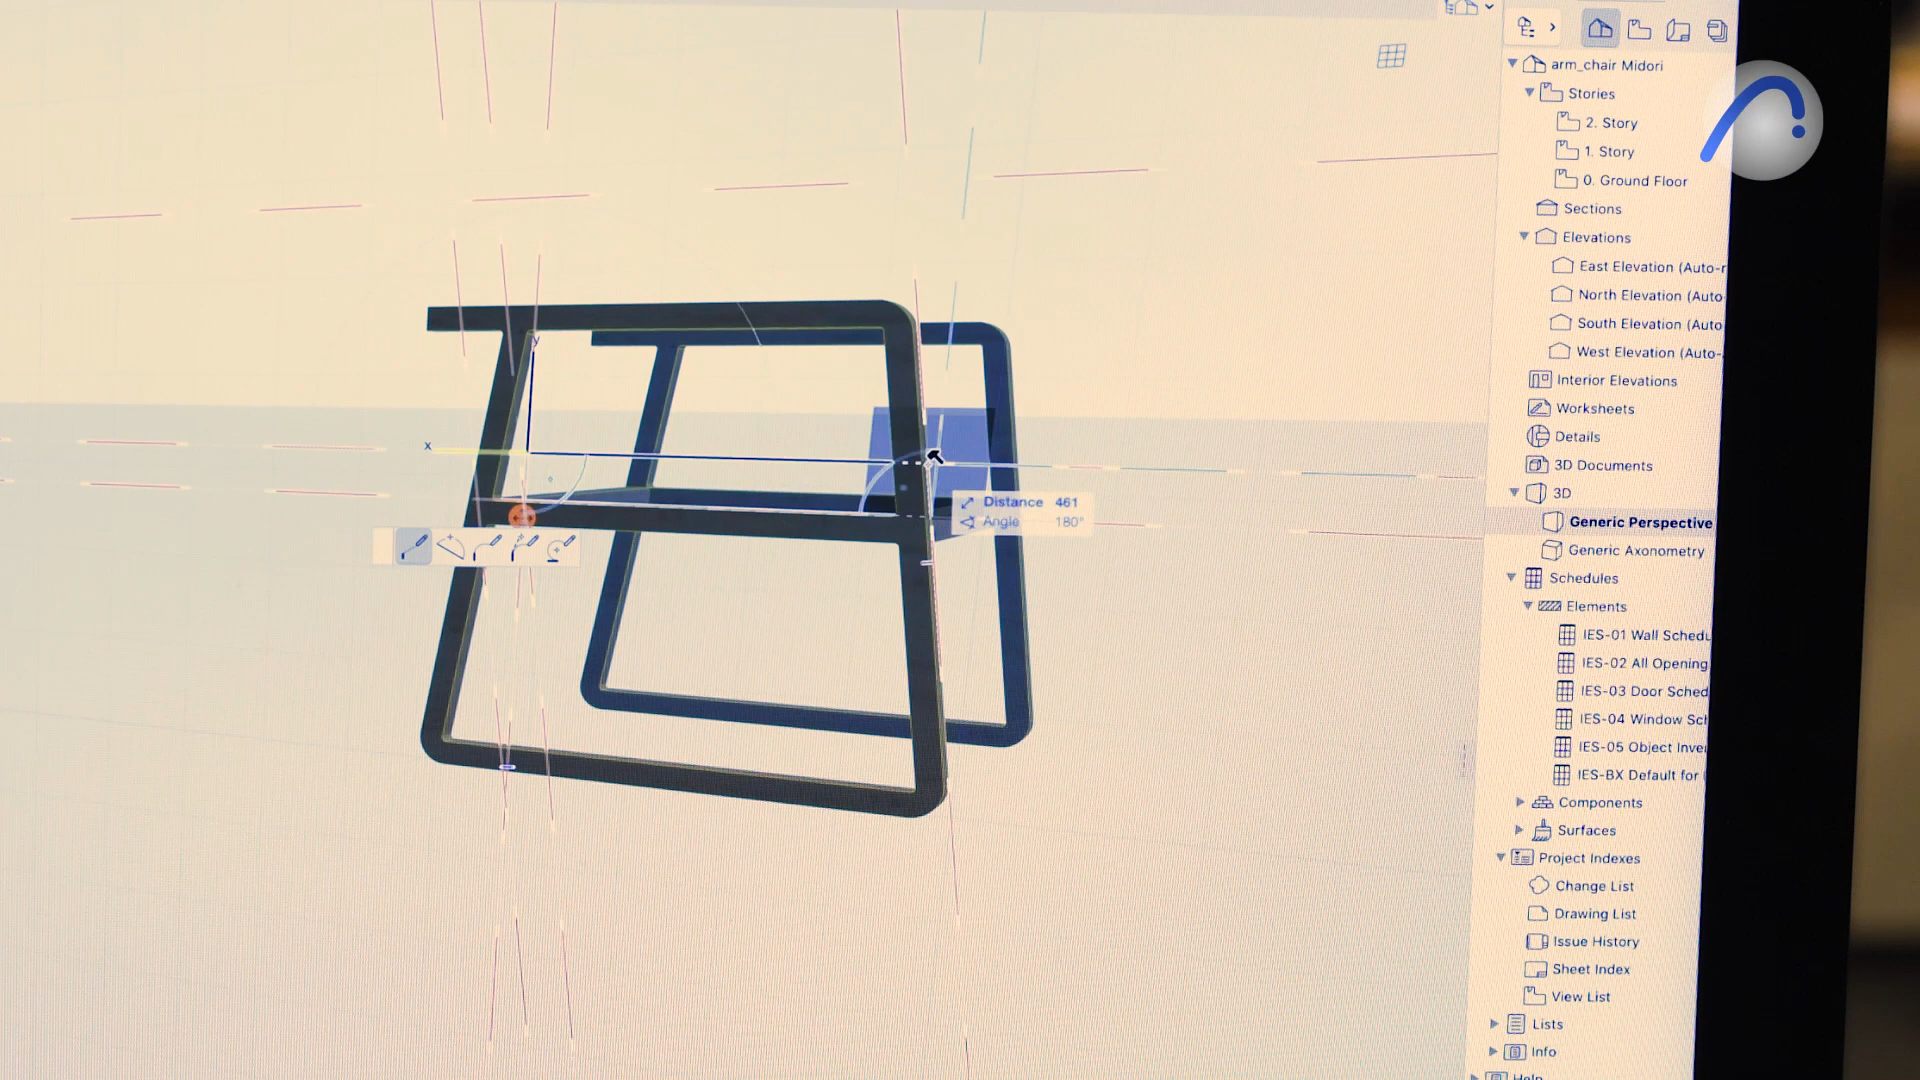 arm_chair Midori
Stories
2. Story
1. Story
0. Ground Floor
Sections
Elevations
East Elevation (Auto-r
North Elevation (Auto
South Elevation (Auto
West Elevation (Auto-
Interior Elevations
Worksheets
Details
3D Documents
3D
Generic Perspective
Generic Axonometry
Schedules
Elements
IES-01 Wall Schedu
IES-02 All Opening
IES-03 Door Sched
IES-04 Window Sch
IES-05 Object Inver
IES-BX Default for
Components
Surfaces
Project Indexes
Change List
Drawing List
Issue History
Sheet Index
View List
Lists
Info
Help
y
x
Distance 461
Angle 180°